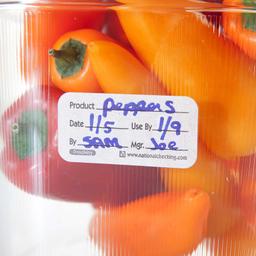 Product Peppers
Date 1/5 Use By 1/9
By SAM Mgr. Joe
www.nationalchecking.com